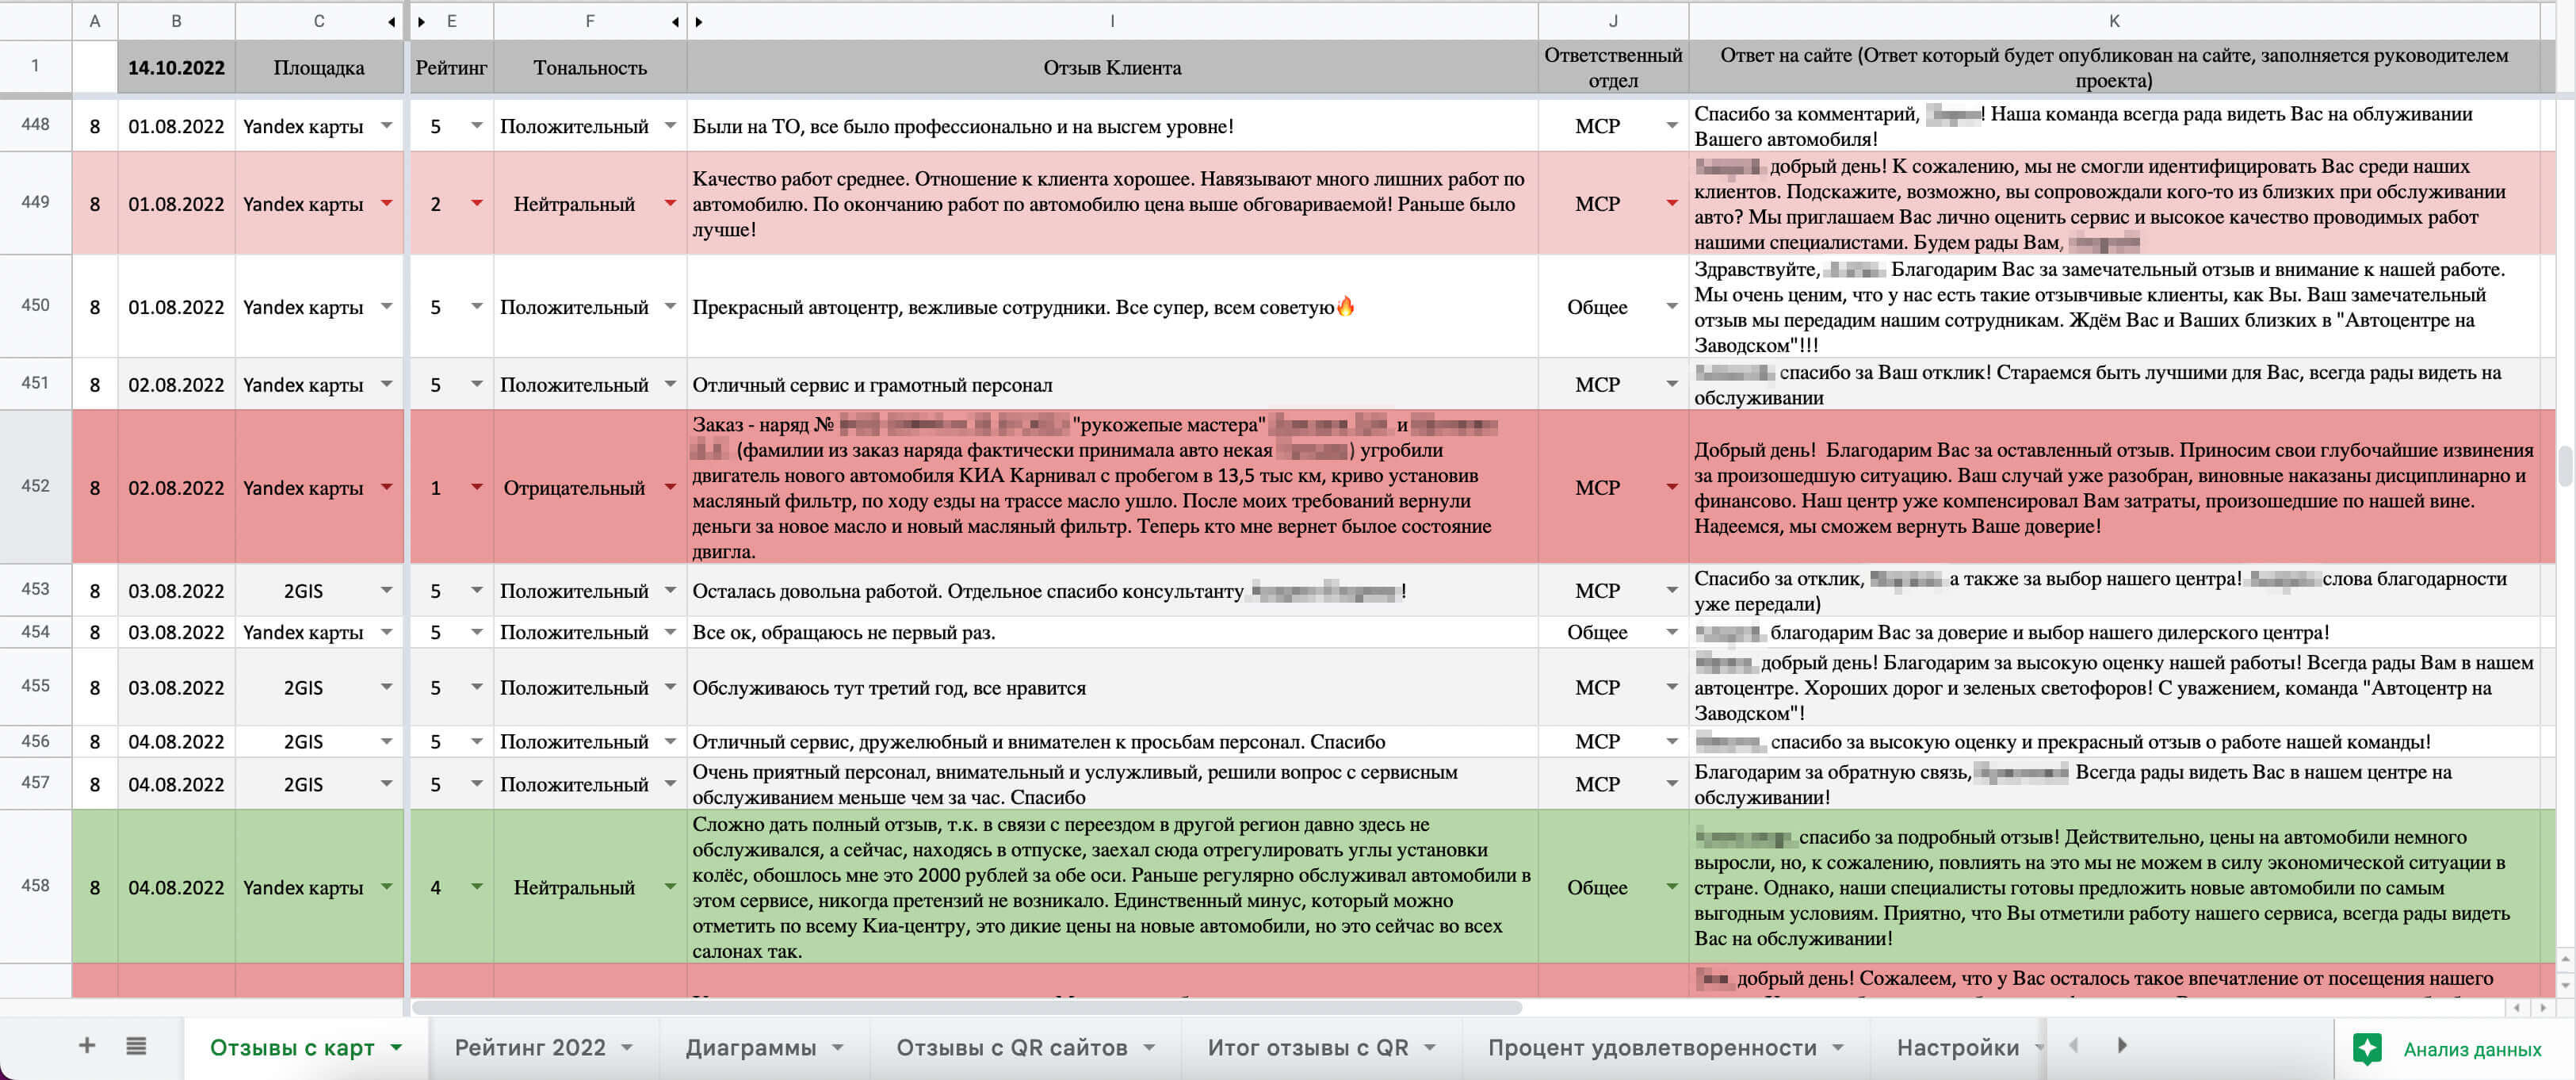 A B C E F I J K
1 14.10.2022 Площадка Рейтинг Тональность Отзыв Клиента Ответственный отдел Ответ на сайте (Ответ который будет опубликован на сайте, заполняется руководителем проекта)
448 8 01.08.2022 Yandex карты 5 Положительный Были на ТО, все было профессионально и на высгем уровне! МСР Спасибо за комментарий, ! Наша команда всегда рада видеть Вас на облуживании
Вашего автомобиля!
449 8 01.08.2022 Yandex карты 2 Нейтральный Качество работ среднее. Отношение к клиента хорошее. Навязывают много лишних работ по
автомобилю. По окончанию работ по автомобилю цена выше обговариваемой! Раньше было
лучше!
МСР
добрый день! К сожалению, мы не смогли идентифицировать Вас среди наших
клиентов. Подскажите, возможно, вы сопровождали кого-то из близких при обслуживании
авто? Мы приглашаем Вас лично оценить сервис и высокое качество проводимых работ
нашими специалистами. Будем рады Вам,
450 8 01.08.2022 Yandex карты 5 Положительный Прекрасный автоцентр, вежливые сотрудники. Все супер, всем советую🔥 Общее
Здравствуйте, Благодарим Вас за замечательный отзыв и внимание к нашей работе.
Мы очень ценим, что у нас есть такие отзывчивые клиенты, как Вы. Ваш замечательный
отзыв мы передадим нашим сотрудникам. Ждём Вас и Ваших близких в "Автоцентре на
Заводском"!!!
451 8 02.08.2022 Yandex карты 5 Положительный Отличный сервис и грамотный персонал МСР
спасибо за Ваш отклик! Стараемся быть лучшими для Вас, всегда рады видеть на
обслуживании
452 8 02.08.2022 Yandex карты 1 Отрицательный
Заказ - наряд № "рукожепые мастера" и
(фамилии из заказ наряда фактически принимала авто некая ) угробили
двигатель нового автомобиля КИА Карнивал с пробегом в 13,5 тыс км, криво установив
масляный фильтр, по ходу езды на трассе масло ушло. После моих требований вернули
деньги за новое масло и новый масляный фильтр. Теперь кто мне вернет былое состояние
двигла.
МСР
Добрый день! Благодарим Вас за оставленный отзыв. Приносим свои глубочайшие извинения
за произошедшую ситуацию. Ваш случай уже разобран, виновные наказаны дисциплинарно и
финансово. Наш центр уже компенсировал Вам затраты, произошедшие по нашей вине.
Надеемся, мы сможем вернуть Ваше доверие!
453 8 03.08.2022 2GIS 5 Положительный Осталась довольна работой. Отдельное спасибо консультанту ! МСР
Спасибо за отклик, а также за выбор нашего центра! слова благодарности
уже передали)
454 8 03.08.2022 Yandex карты 5 Положительный Все ок, обращаюсь не первый раз. Общее благодарим Вас за доверие и выбор нашего дилерского центра!
455 8 03.08.2022 2GIS 5 Положительный Обслуживаюсь тут третий год, все нравится МСР
добрый день! Благодарим за высокую оценку нашей работы! Всегда рады Вам в нашем
автоцентре. Хороших дорог и зеленых светофоров! С уважением, команда "Автоцентр на
Заводском"!
456 8 04.08.2022 2GIS 5 Положительный Отличный сервис, дружелюбный и внимателен к просьбам персонал. Спасибо МСР спасибо за высокую оценку и прекрасный отзыв о работе нашей команды!
457 8 04.08.2022 2GIS 5 Положительный
Очень приятный персонал, внимательный и услужливый, решили вопрос с сервисным
обслуживанием меньше чем за час. Спасибо
МСР
Благодарим за обратную связь, Всегда рады видеть Вас в нашем центре на
обслуживании!
458 8 04.08.2022 Yandex карты 4 Нейтральный
Сложно дать полный отзыв, т.к. в связи с переездом в другой регион давно здесь не
обслуживался, а сейчас, находясь в отпуске, заехал сюда отрегулировать углы установки
колёс, обошлось мне это 2000 рублей за обе оси. Раньше регулярно обслуживал автомобили в
этом сервисе, никогда претензий не возникало. Единственный минус, который можно
отметить по всему Киа-центру, это дикие цены на новые автомобили, но это сейчас во всех
салонах так.
Общее
спасибо за подробный отзыв! Действительно, цены на автомобили немного
выросли, но, к сожалению, повлиять на это мы не можем в силу экономической ситуации в
стране. Однако, наши специалисты готовы предложить новые автомобили по самым
выгодным условиям. Приятно, что Вы отметили работу нашего сервиса, всегда рады видеть
Вас на обслуживании!
добрый день! Сожалеем, что у Вас осталось такое впечатление от посещения нашего
Отзывы с карт Рейтинг 2022 Диаграммы Отзывы с QR сайтов Итог отзывы с QR Процент удовлетворенности Настройки Анализ данных